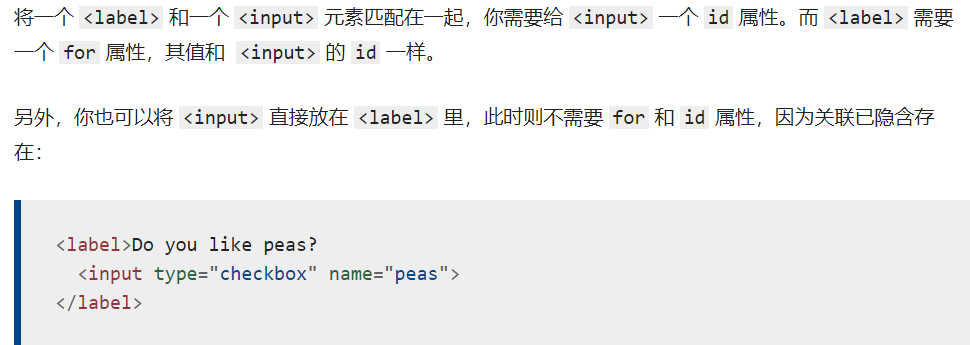 将一个 <label> 和一个 <input> 元素匹配在一起，你需要给 <input> 一个 id 属性。而 <label> 需要
一个 for 属性，其值和 <input> 的 id 一样。
另外，你也可以将 <input> 直接放在 <label> 里，此时则不需要 for 和 id 属性，因为关联已隐含存
在：
<label>Do you like peas?
  <input type="checkbox" name="peas">
</label>